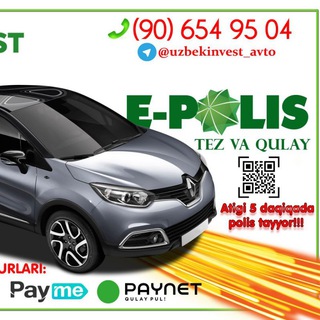 ST
(90) 654 95 04
@uzbekinvest_avto
E-POLIS
TEZ VA QULAY
Atigi 5 daqiqada
polis tayyor!!!
URLARI:
Payme
PAYNET
QULAY PUL!